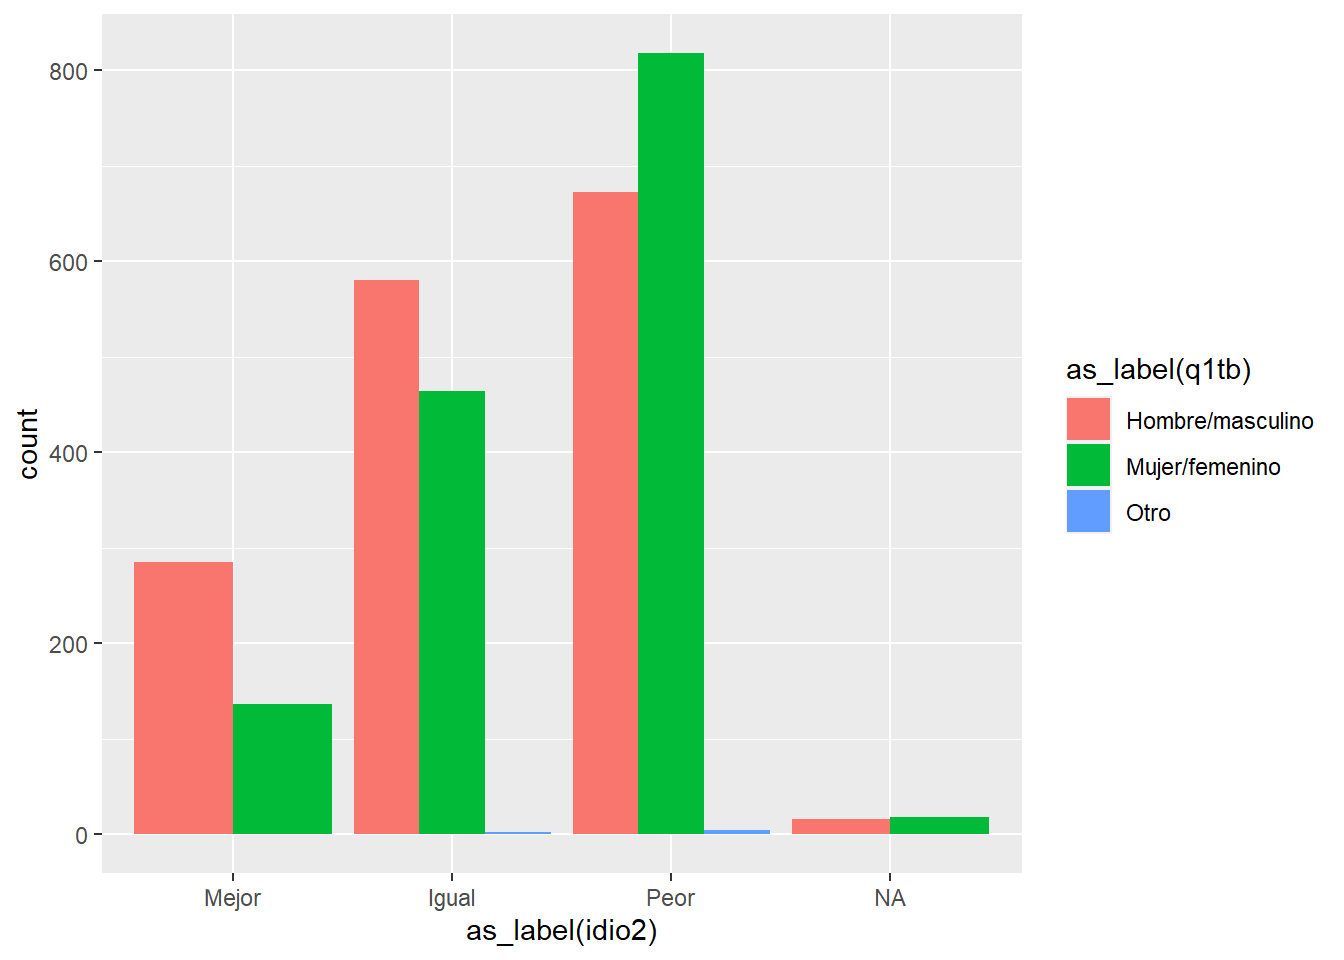 800
600
400
200
0
count
Mejor
Igual
Peor
NA
as_label(idio2)
as_label(q1tb)
Hombre/masculino
Mujer/femenino
Otro